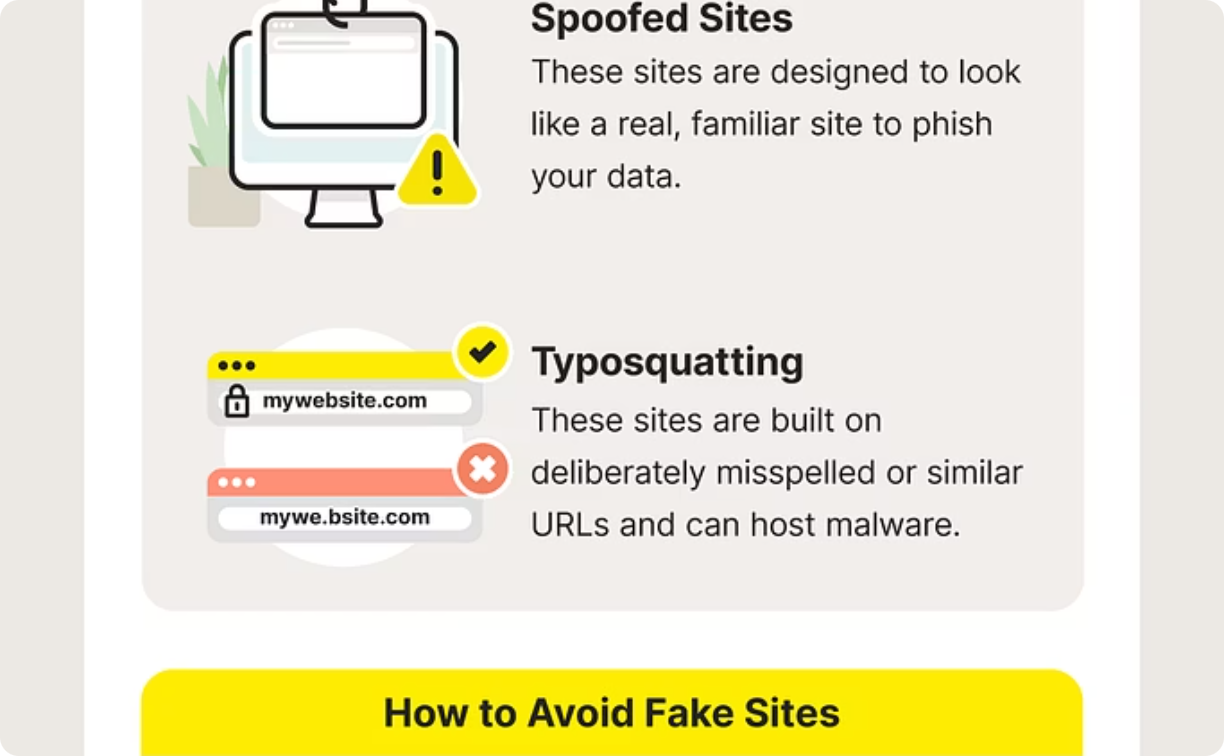 Spoofed Sites
These sites are designed to look
like a real, familiar site to phish
your data.
mywebsite.com
mywe.bsite.com
Typosquatting
These sites are built on
deliberately misspelled or similar
URLs and can host malware.
How to Avoid Fake Sites